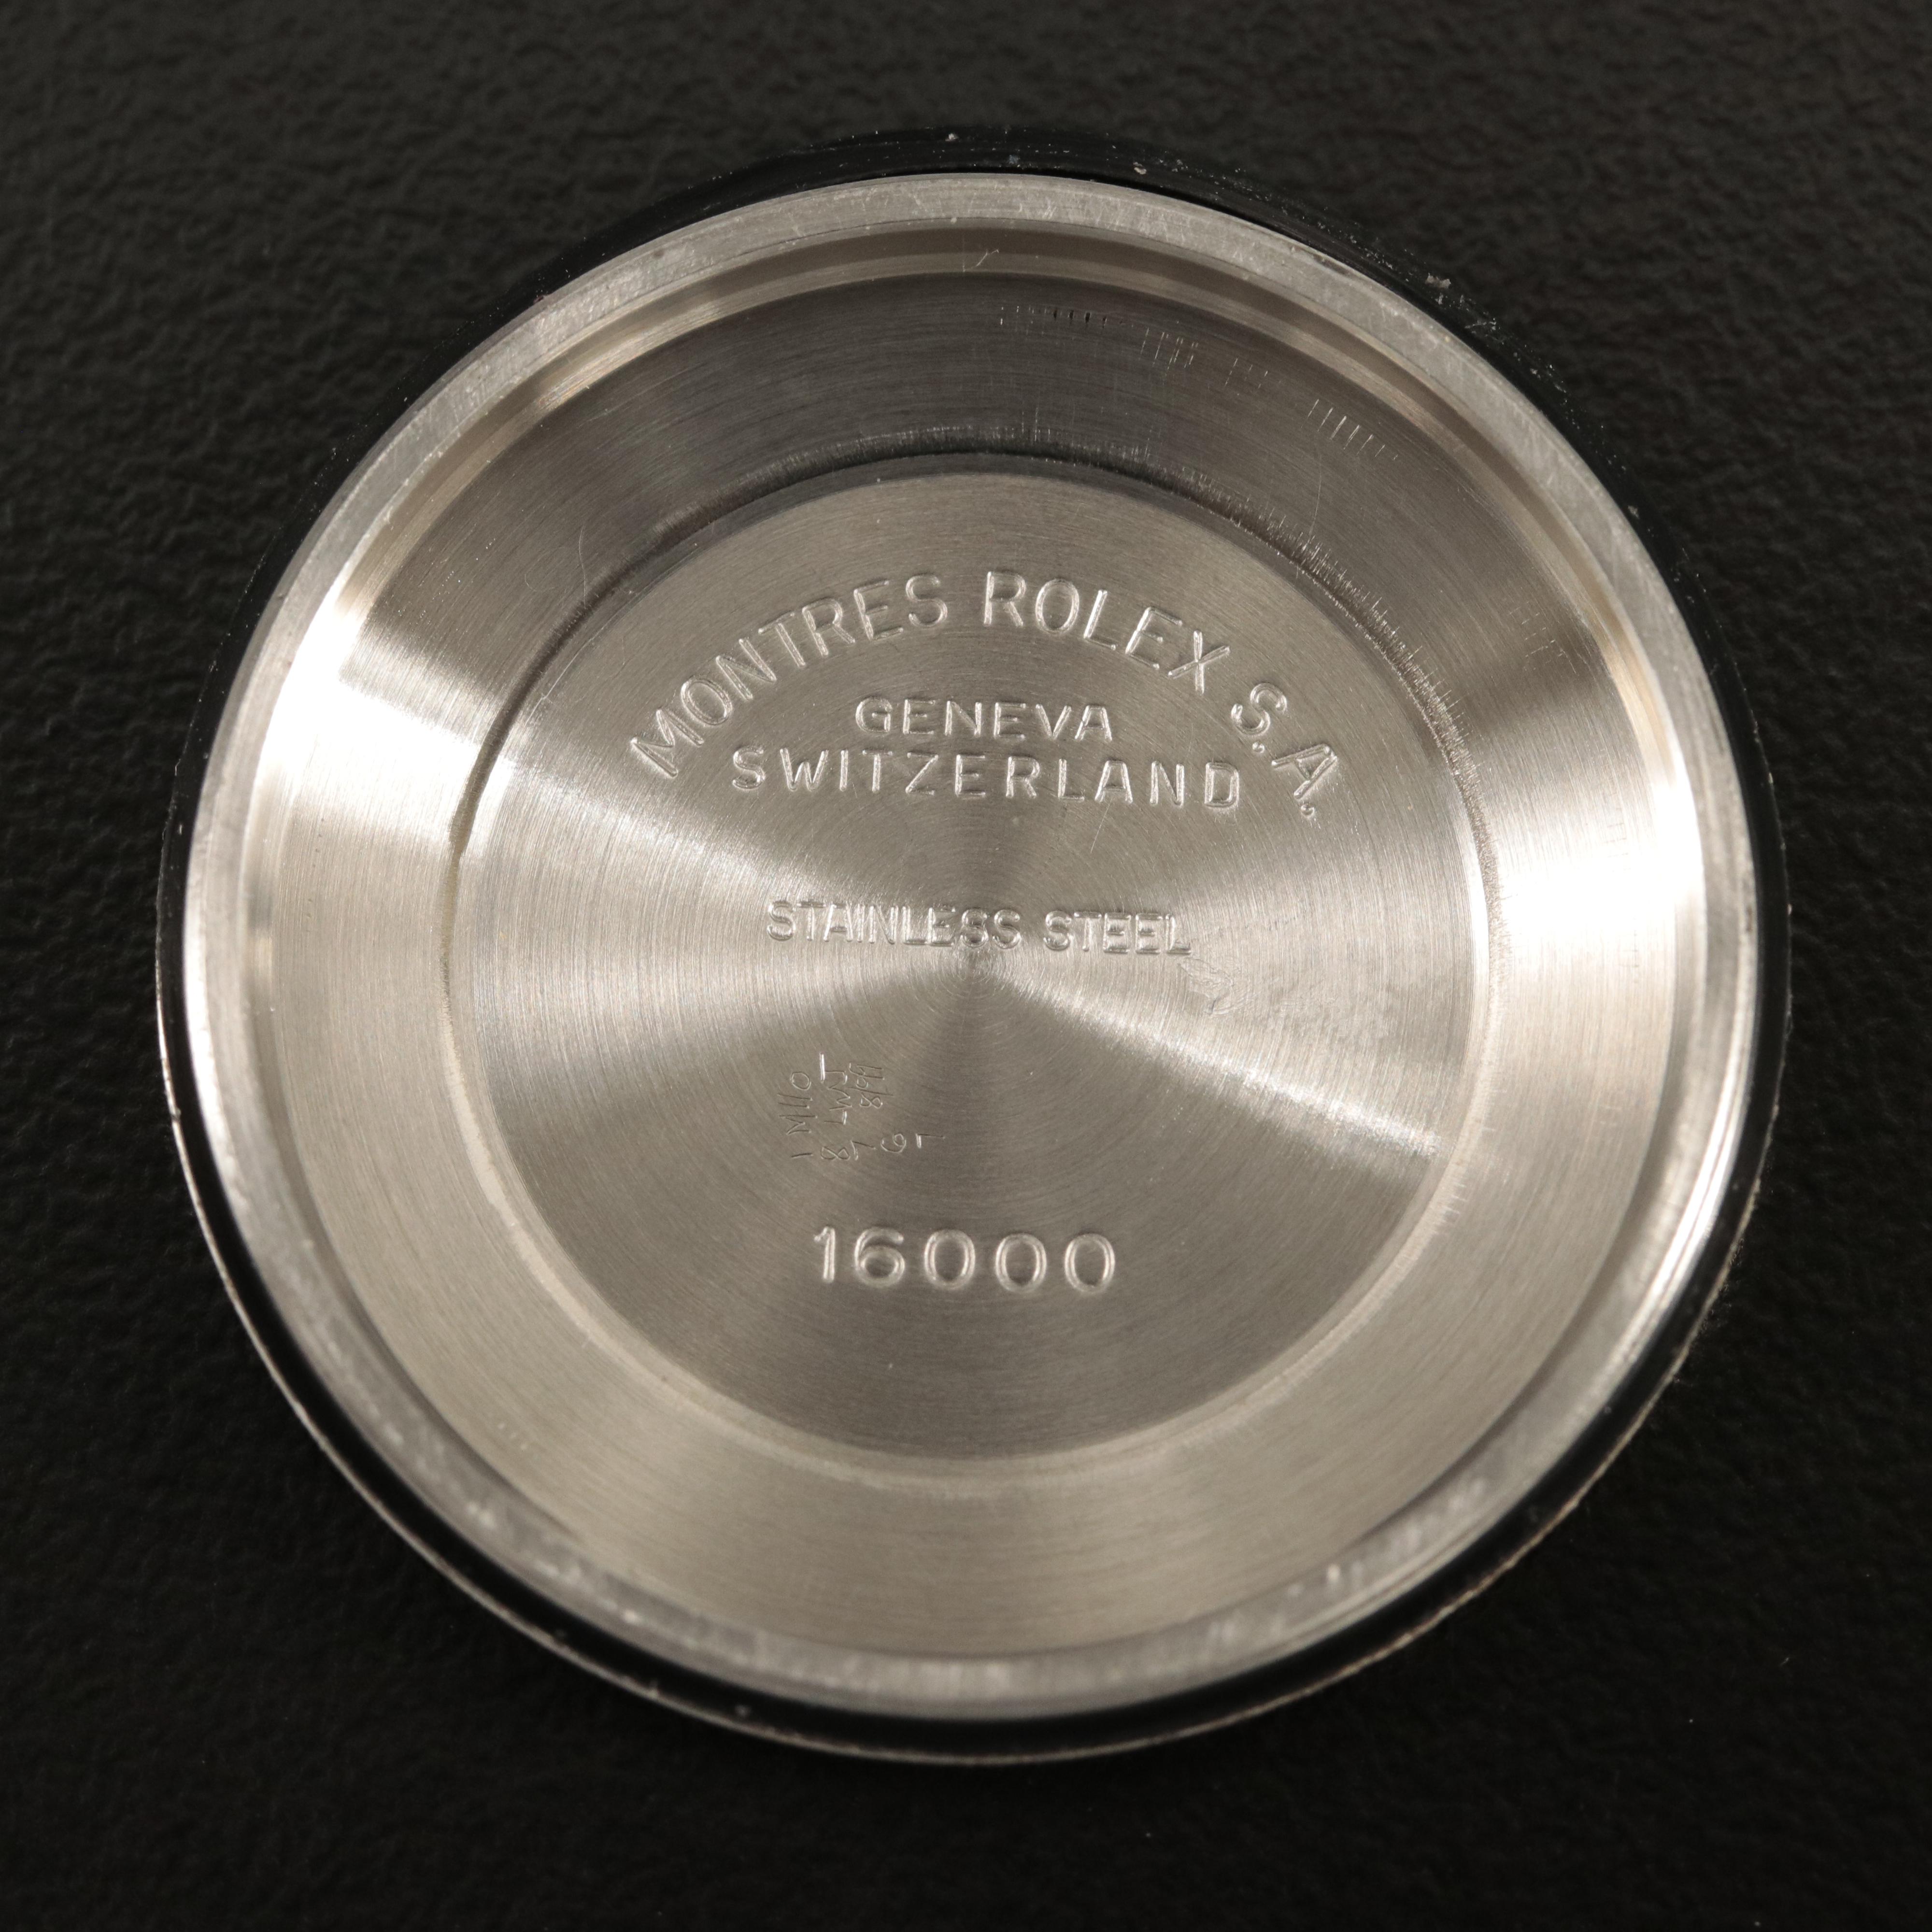 MONTRES ROLEX S.A.
GENEVA
SWITZERLAND
STAINLESS STEEL
16000